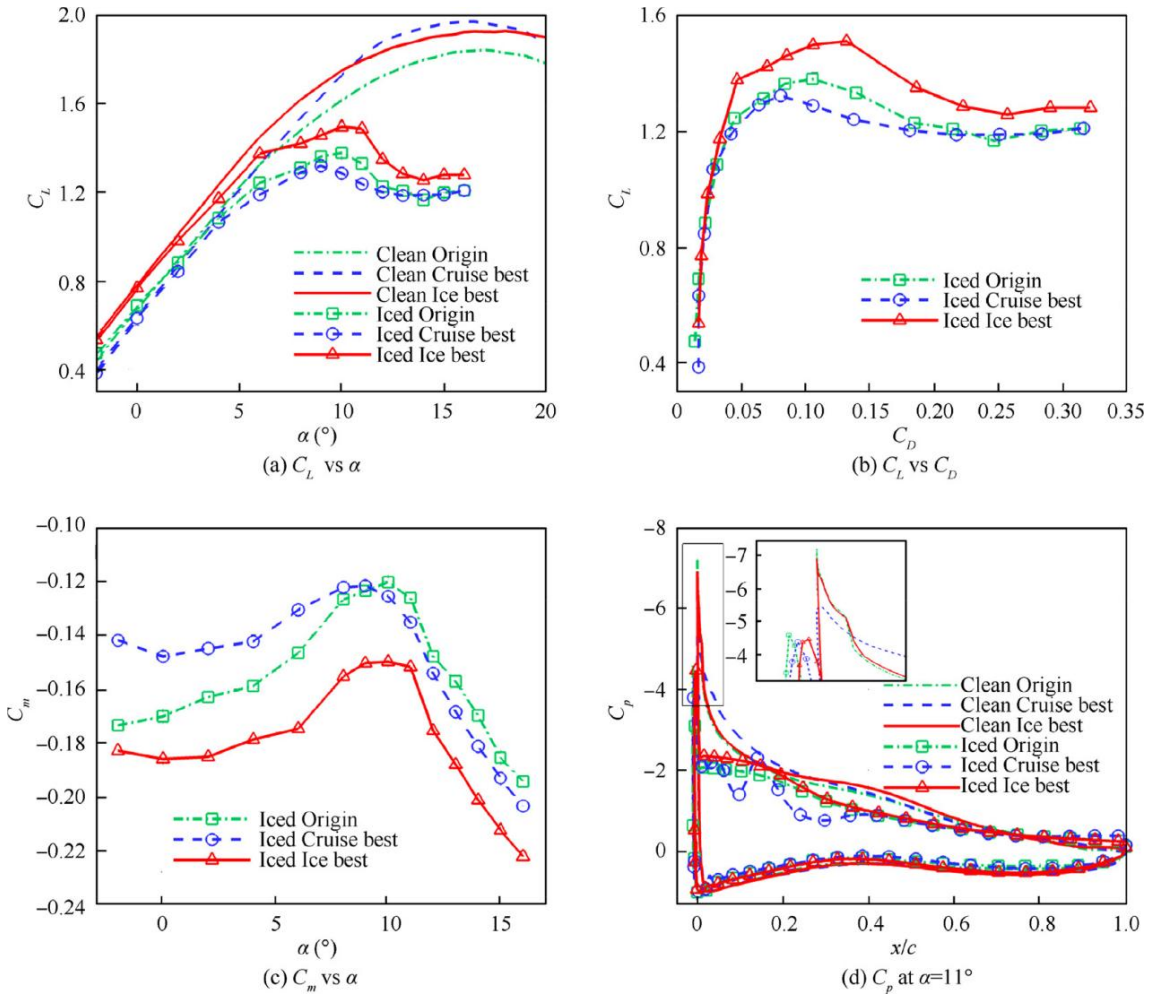 2.0
1.6
1.2
0.8
0.4
C_L
0 5 10 15 20
α (°)
Clean Origin
Clean Cruise best
Clean Ice best
Iced Origin
Iced Cruise best
Iced Ice best
(a) C_L vs α
1.6
1.2
0.8
0.4
C_L
0 0.05 0.10 0.15 0.20 0.25 0.30 0.35
C_D
Iced Origin
Iced Cruise best
Iced Ice best
(b) C_L vs C_D
−0.10
−0.12
−0.14
−0.16
−0.18
−0.20
−0.22
−0.24
C_m
0 5 10 15
α (°)
Iced Origin
Iced Cruise best
Iced Ice best
(c) C_m vs α
−8
−6
−4
−2
0
C_p
−7
−6
−5
−4
Clean Origin
Clean Cruise best
Clean Ice best
Iced Origin
Iced Cruise best
Iced Ice best
0 0.2 0.4 0.6 0.8 1.0
x/c
(d) C_p at α=11°